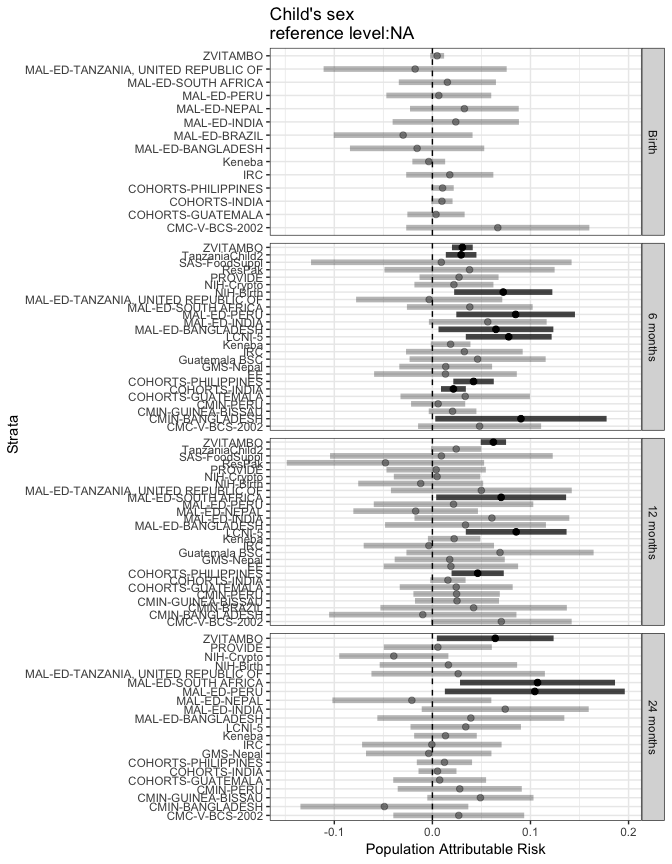 Child's sex
reference level:NA
ZVITAMBO
MAL-ED-TANZANIA, UNITED REPUBLIC OF
MAL-ED-SOUTH AFRICA
MAL-ED-PERU
MAL-ED-NEPAL
MAL-ED-INDIA
MAL-ED-BRAZIL
MAL-ED-BANGLADESH
Keneba
IRC
COHORTS-PHILIPPINES
COHORTS-INDIA
COHORTS-GUATEMALA
CMC-V-BCS-2002
Birth
ZVITAMBO
TanzaniaChild2
SAS-FoodSuppl
ResPak
PROVIDE
NIH-Crypto
NIH-Birth
MAL-ED-TANZANIA, UNITED REPUBLIC OF
MAL-ED-SOUTH AFRICA
MAL-ED-PERU
MAL-ED-INDIA
MAL-ED-BANGLADESH
LCNI-5
Keneba
IRC
Guatemala BSC
GMS-Nepal
EE
COHORTS-PHILIPPINES
COHORTS-INDIA
COHORTS-GUATEMALA
CMIN-PERU
CMIN-GUINEA-BISSAU
CMIN-BANGLADESH
CMC-V-BCS-2002
6 months
ZVITAMBO
TanzaniaChild2
SAS-FoodSuppl
ResPak
PROVIDE
NIH-Crypto
NIH-Birth
MAL-ED-TANZANIA, UNITED REPUBLIC OF
MAL-ED-SOUTH AFRICA
MAL-ED-PERU
MAL-ED-NEPAL
MAL-ED-INDIA
MAL-ED-BANGLADESH
LCNI-5
Keneba
IRC
Guatemala BSC
GMS-Nepal
EE
COHORTS-PHILIPPINES
COHORTS-INDIA
COHORTS-GUATEMALA
CMIN-PERU
CMIN-GUINEA-BISSAU
CMIN-BRAZIL
CMIN-BANGLADESH
CMC-V-BCS-2002
12 months
ZVITAMBO
PROVIDE
NIH-Crypto
NIH-Birth
MAL-ED-TANZANIA, UNITED REPUBLIC OF
MAL-ED-SOUTH AFRICA
MAL-ED-PERU
MAL-ED-NEPAL
MAL-ED-INDIA
MAL-ED-BANGLADESH
LCNI-5
Keneba
IRC
GMS-Nepal
COHORTS-PHILIPPINES
COHORTS-INDIA
COHORTS-GUATEMALA
CMIN-PERU
CMIN-GUINEA-BISSAU
CMIN-BANGLADESH
CMC-V-BCS-2002
24 months
Strata
-0.1 0.0 0.1 0.2
Population Attributable Risk